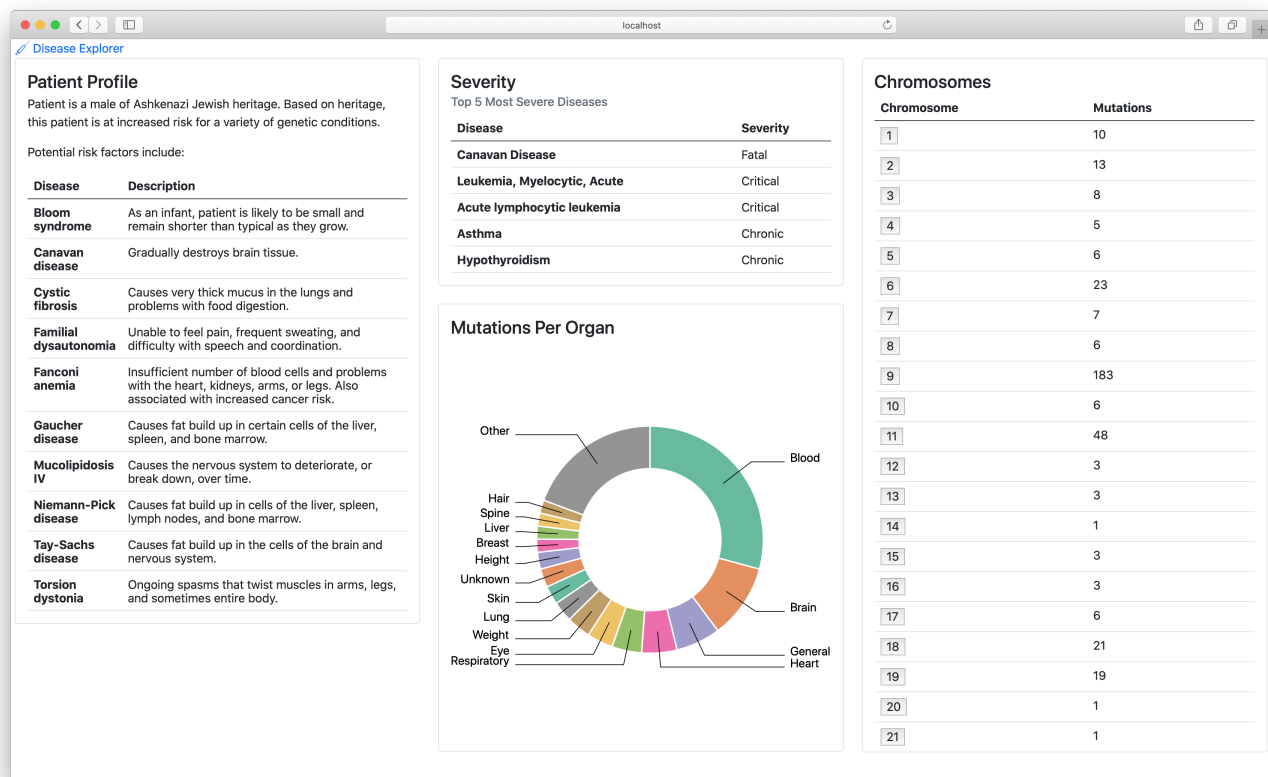 localhost
Disease Explorer
Patient Profile
Patient is a male of Ashkenazi Jewish heritage. Based on heritage,
this patient is at increased risk for a variety of genetic conditions.
Potential risk factors include:
Disease Description
Bloom syndrome As an infant, patient is likely to be small and
remain shorter than typical as they grow.
Canavan disease Gradually destroys brain tissue.
Cystic fibrosis Causes very thick mucus in the lungs and
problems with food digestion.
Familial dysautonomia Unable to feel pain, frequent sweating, and
difficulty with speech and coordination.
Fanconi anemia Insufficient number of blood cells and problems
with the heart, kidneys, arms, or legs. Also
associated with increased cancer risk.
Gaucher disease Causes fat build up in certain cells of the liver,
spleen, and bone marrow.
Mucolipidosis IV Causes the nervous system to deteriorate, or
break down, over time.
Niemann-Pick disease Causes fat build up in cells of the liver, spleen,
lymph nodes, and bone marrow.
Tay-Sachs disease Causes fat build up in the cells of the brain and
nervous system.
Torsion dystonia Ongoing spasms that twist muscles in arms, legs,
and sometimes entire body.
Severity
Top 5 Most Severe Diseases
Disease Severity
Canavan Disease Fatal
Leukemia, Myelocytic, Acute Critical
Acute lymphocytic leukemia Critical
Asthma Chronic
Hypothyroidism Chronic
Mutations Per Organ
Other
Blood
Hair
Spine
Liver
Breast
Height
Unknown
Skin
Brain
Lung
Weight
Eye
General
Respiratory
Heart
Chromosomes
Chromosome Mutations
1 10
2 13
3 8
4 5
5 6
6 23
7 7
8 6
9 183
10 6
11 48
12 3
13 3
14 1
15 3
16 3
17 6
18 21
19 19
20 1
21 1